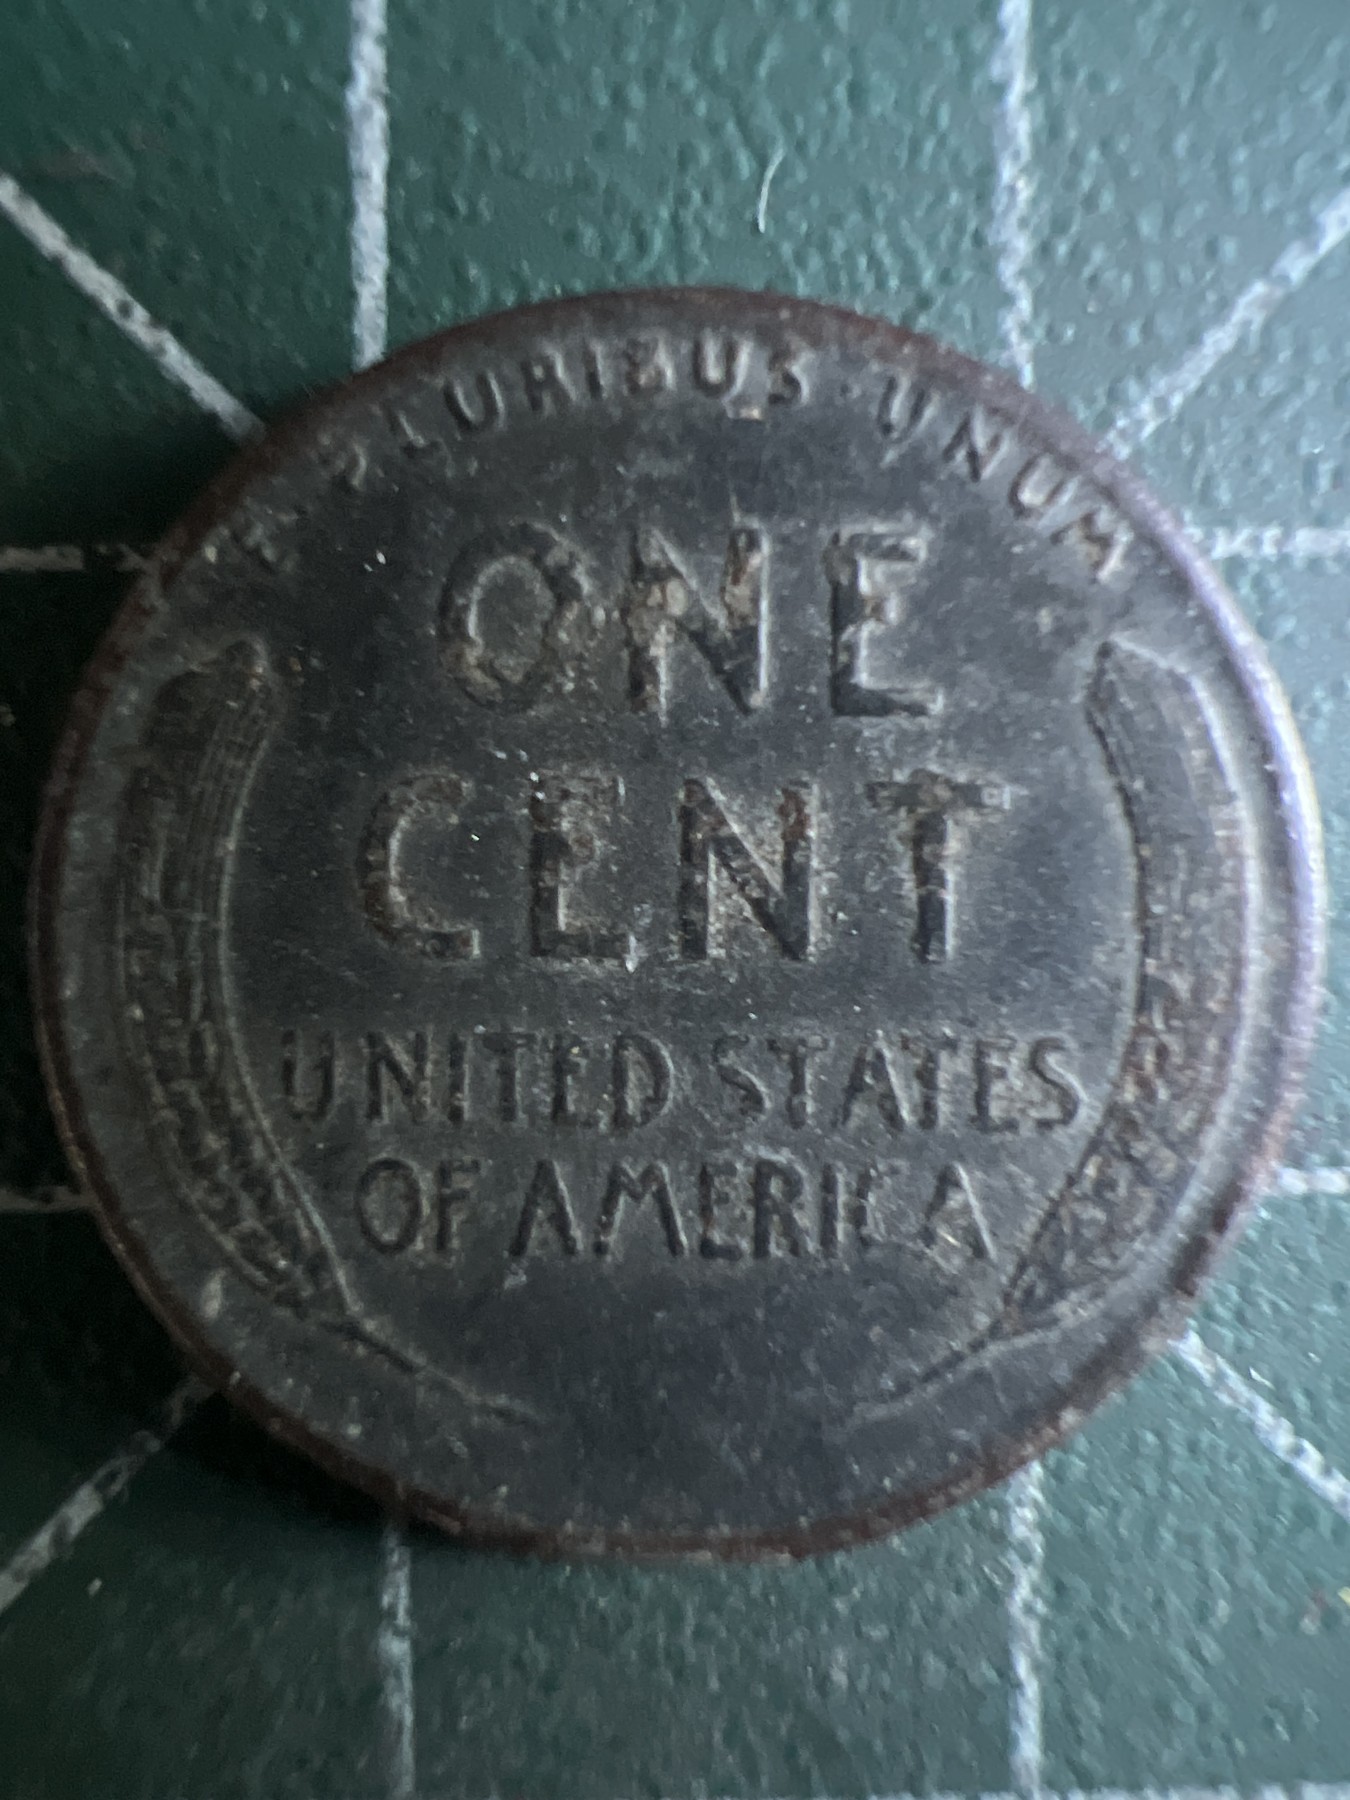 E PLURIBUS · UNUM
ONE
CENT
UNITED STATES
OF AMERICA